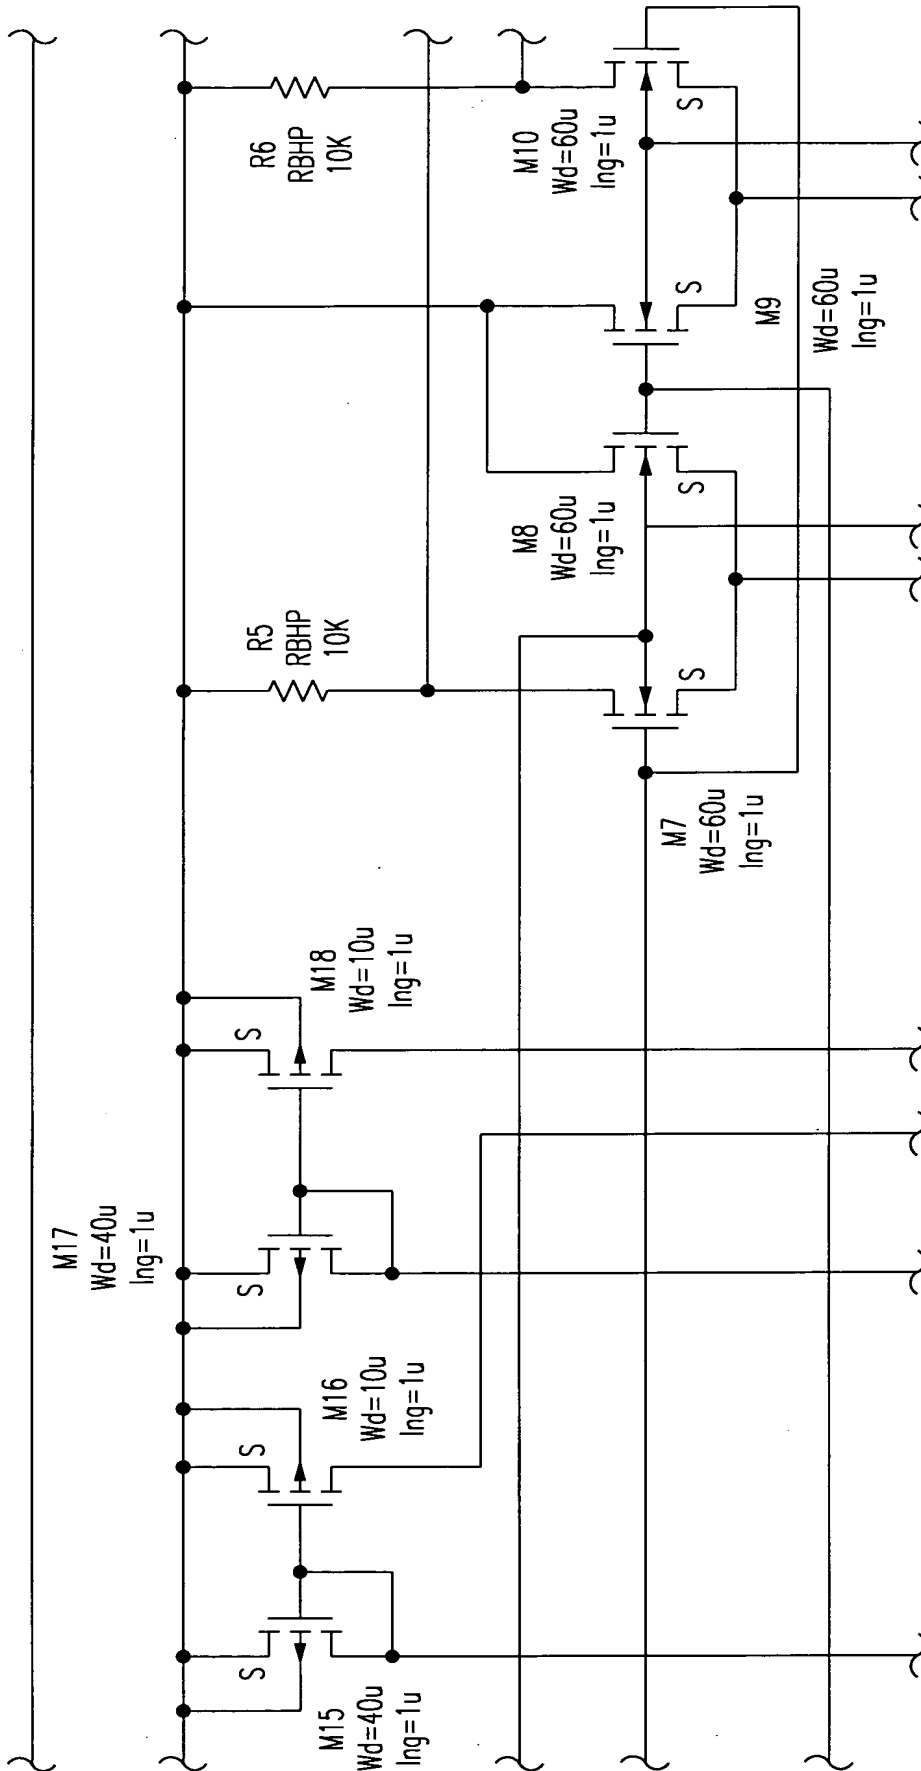 R6
RBHP
10K
M10
Wd=60u
lng=1u
S
S
M9
Wd=60u
lng=1u
M8
Wd=60u
lng=1u
S
R5
RBHP
10K
S
M7
Wd=60u
lng=1u
M18
Wd=10u
lng=1u
S
M17
Wd=40u
lng=1u
S
M16
Wd=10u
lng=1u
S
S
M15
Wd=40u
lng=1u